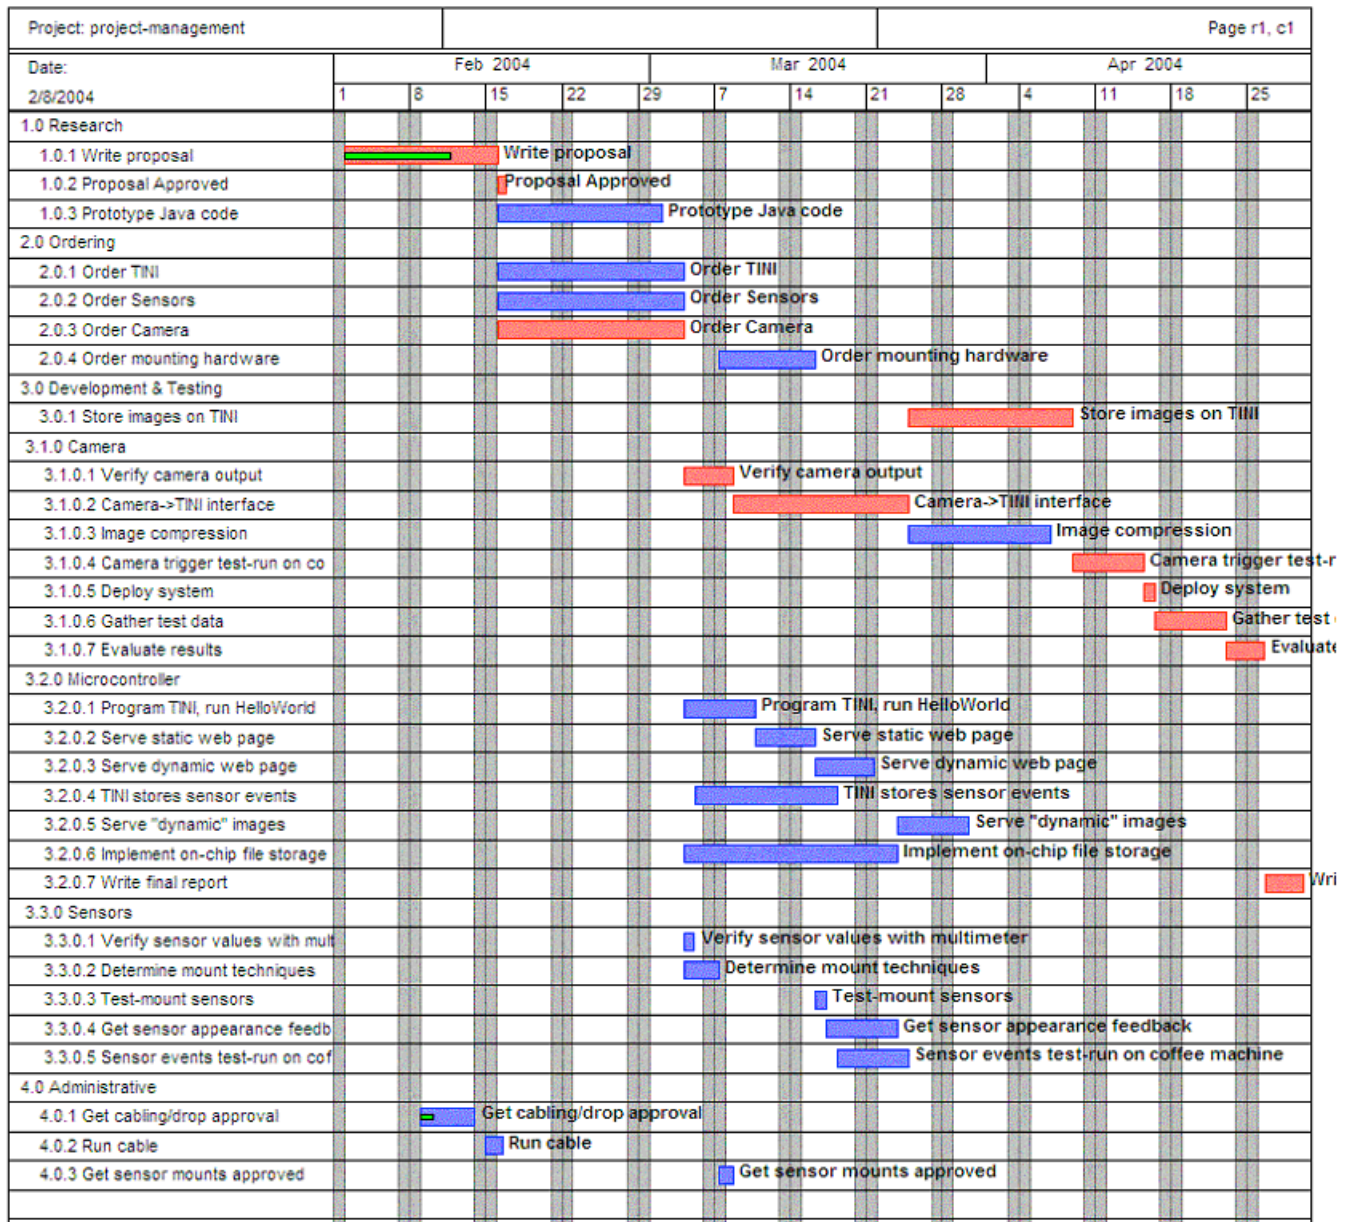 Project: project-management
Page r1, c1
Date:
2/8/2004
Feb 2004
Mar 2004
Apr 2004
1 8 15 22 29 7 14 21 28 4 11 18 25
1.0 Research
1.0.1 Write proposal Write proposal
1.0.2 Proposal Approved Proposal Approved
1.0.3 Prototype Java code Prototype Java code
2.0 Ordering
2.0.1 Order TINI Order TINI
2.0.2 Order Sensors Order Sensors
2.0.3 Order Camera Order Camera
2.0.4 Order mounting hardware Order mounting hardware
3.0 Development & Testing
3.0.1 Store images on TINI Store images on TINI
3.1.0 Camera
3.1.0.1 Verify camera output Verify camera output
3.1.0.2 Camera->TINI interface Camera->TINI interface
3.1.0.3 Image compression Image compression
3.1.0.4 Camera trigger test-run on co Camera trigger test-r
3.1.0.5 Deploy system Deploy system
3.1.0.6 Gather test data Gather test
3.1.0.7 Evaluate results Evaluate
3.2.0 Microcontroller
3.2.0.1 Program TINI, run HelloWorld Program TINI, run HelloWorld
3.2.0.2 Serve static web page Serve static web page
3.2.0.3 Serve dynamic web page Serve dynamic web page
3.2.0.4 TINI stores sensor events TINI stores sensor events
3.2.0.5 Serve "dynamic" images Serve "dynamic" images
3.2.0.6 Implement on-chip file storage Implement on-chip file storage
3.2.0.7 Write final report Wri
3.3.0 Sensors
3.3.0.1 Verify sensor values with mult Verify sensor values with multimeter
3.3.0.2 Determine mount techniques Determine mount techniques
3.3.0.3 Test-mount sensors Test-mount sensors
3.3.0.4 Get sensor appearance feedb Get sensor appearance feedback
3.3.0.5 Sensor events test-run on cof Sensor events test-run on coffee machine
4.0 Administrative
4.0.1 Get cabling/drop approval Get cabling/drop approval
4.0.2 Run cable Run cable
4.0.3 Get sensor mounts approved Get sensor mounts approved